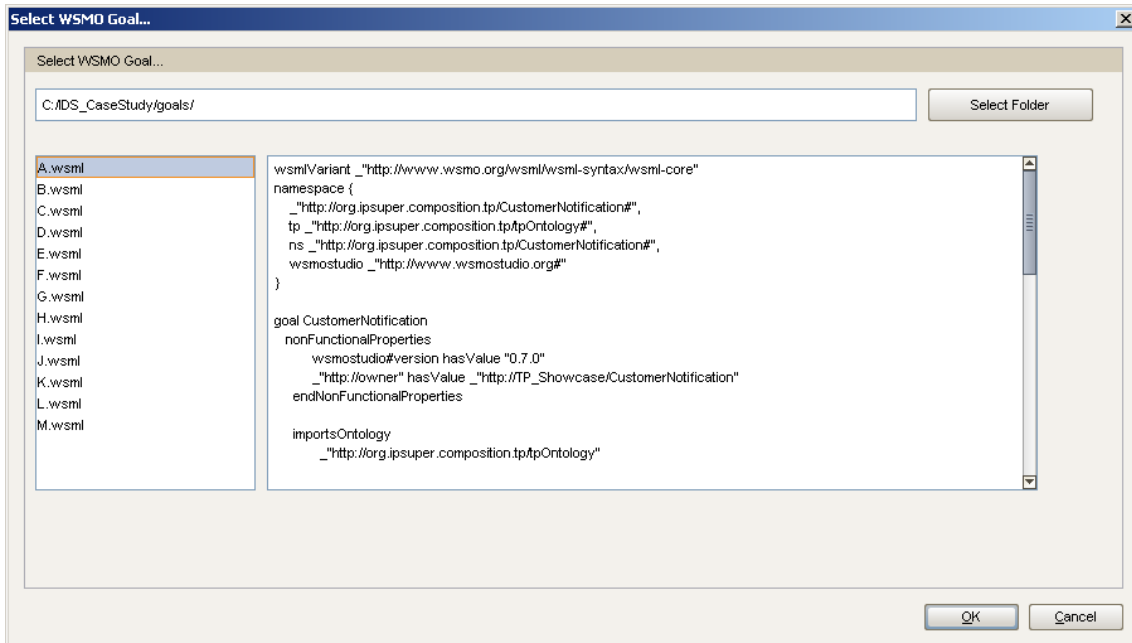 Select WSMO Goal...
Select WSMO Goal...
C:/IDS_CaseStudy/goals/
Select Folder
A.wsml
B.wsml
C.wsml
D.wsml
E.wsml
F.wsml
G.wsml
H.wsml
I.wsml
J.wsml
K.wsml
L.wsml
M.wsml
wsmlVariant _"http://www.wsmo.org/wsml/wsml-syntax/wsml-core"
namespace {
_"http://org.ipsuper.composition.tp/CustomerNotification#",
tp _"http://org.ipsuper.composition.tp/tpOntology#",
ns _"http://org.ipsuper.composition.tp/CustomerNotification#",
wsmostudio _"http://www.wsmostudio.org#"
}
goal CustomerNotification
nonFunctionalProperties
wsmostudio#version hasValue "0.7.0"
_"http://owner" hasValue _"http://TP_Showcase/CustomerNotification"
endNonFunctionalProperties
importsOntology
_"http://org.ipsuper.composition.tp/tpOntology"
OK
Cancel